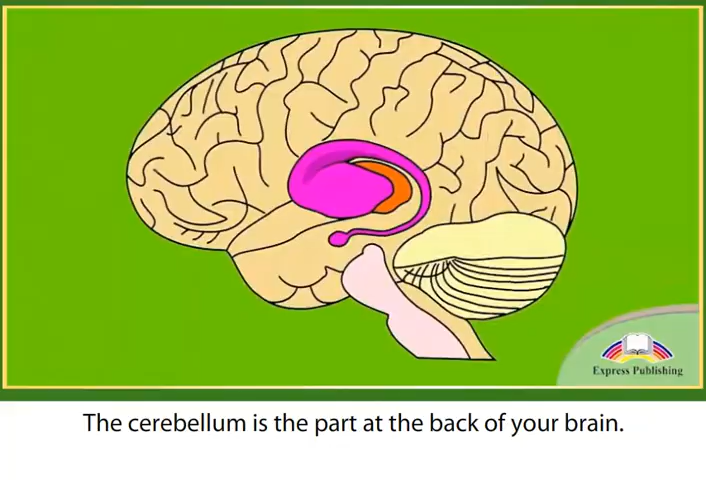 Express Publishing
The cerebellum is the part at the back of your brain.